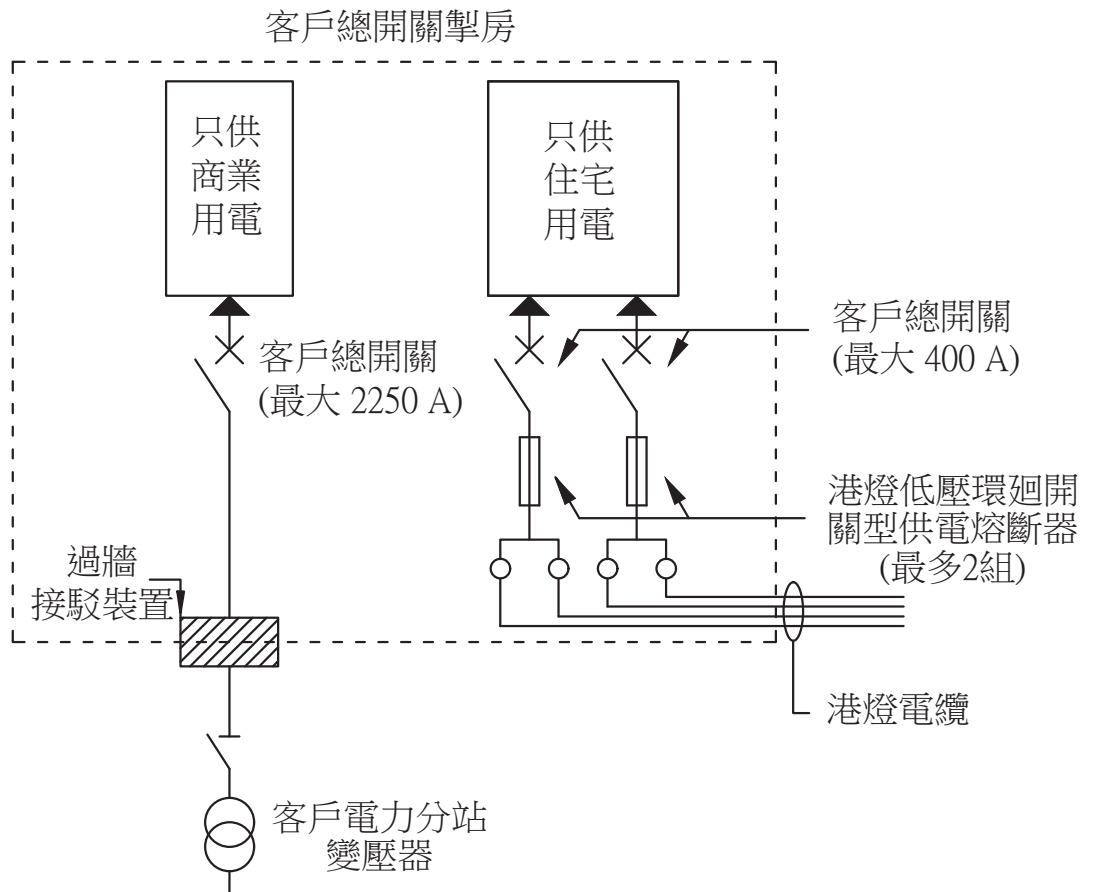 客戶總開關掣房
只供
商業
用電
只供
住宅
用電
客戶總開關
(最大 2250 A)
客戶總開關
(最大 400 A)
港燈低壓環廻開
關型供電熔斷器
(最多2組)
過牆
接駁裝置
港燈電纜
客戶電力分站
變壓器